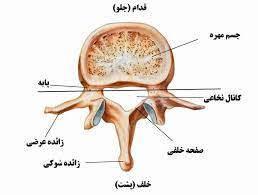 قدام (جلو)
جسم مهره
پایه
کانال نخاعی
زائده عرضی
صفحه خلفی
زائده شوکی
خلف (پشت)